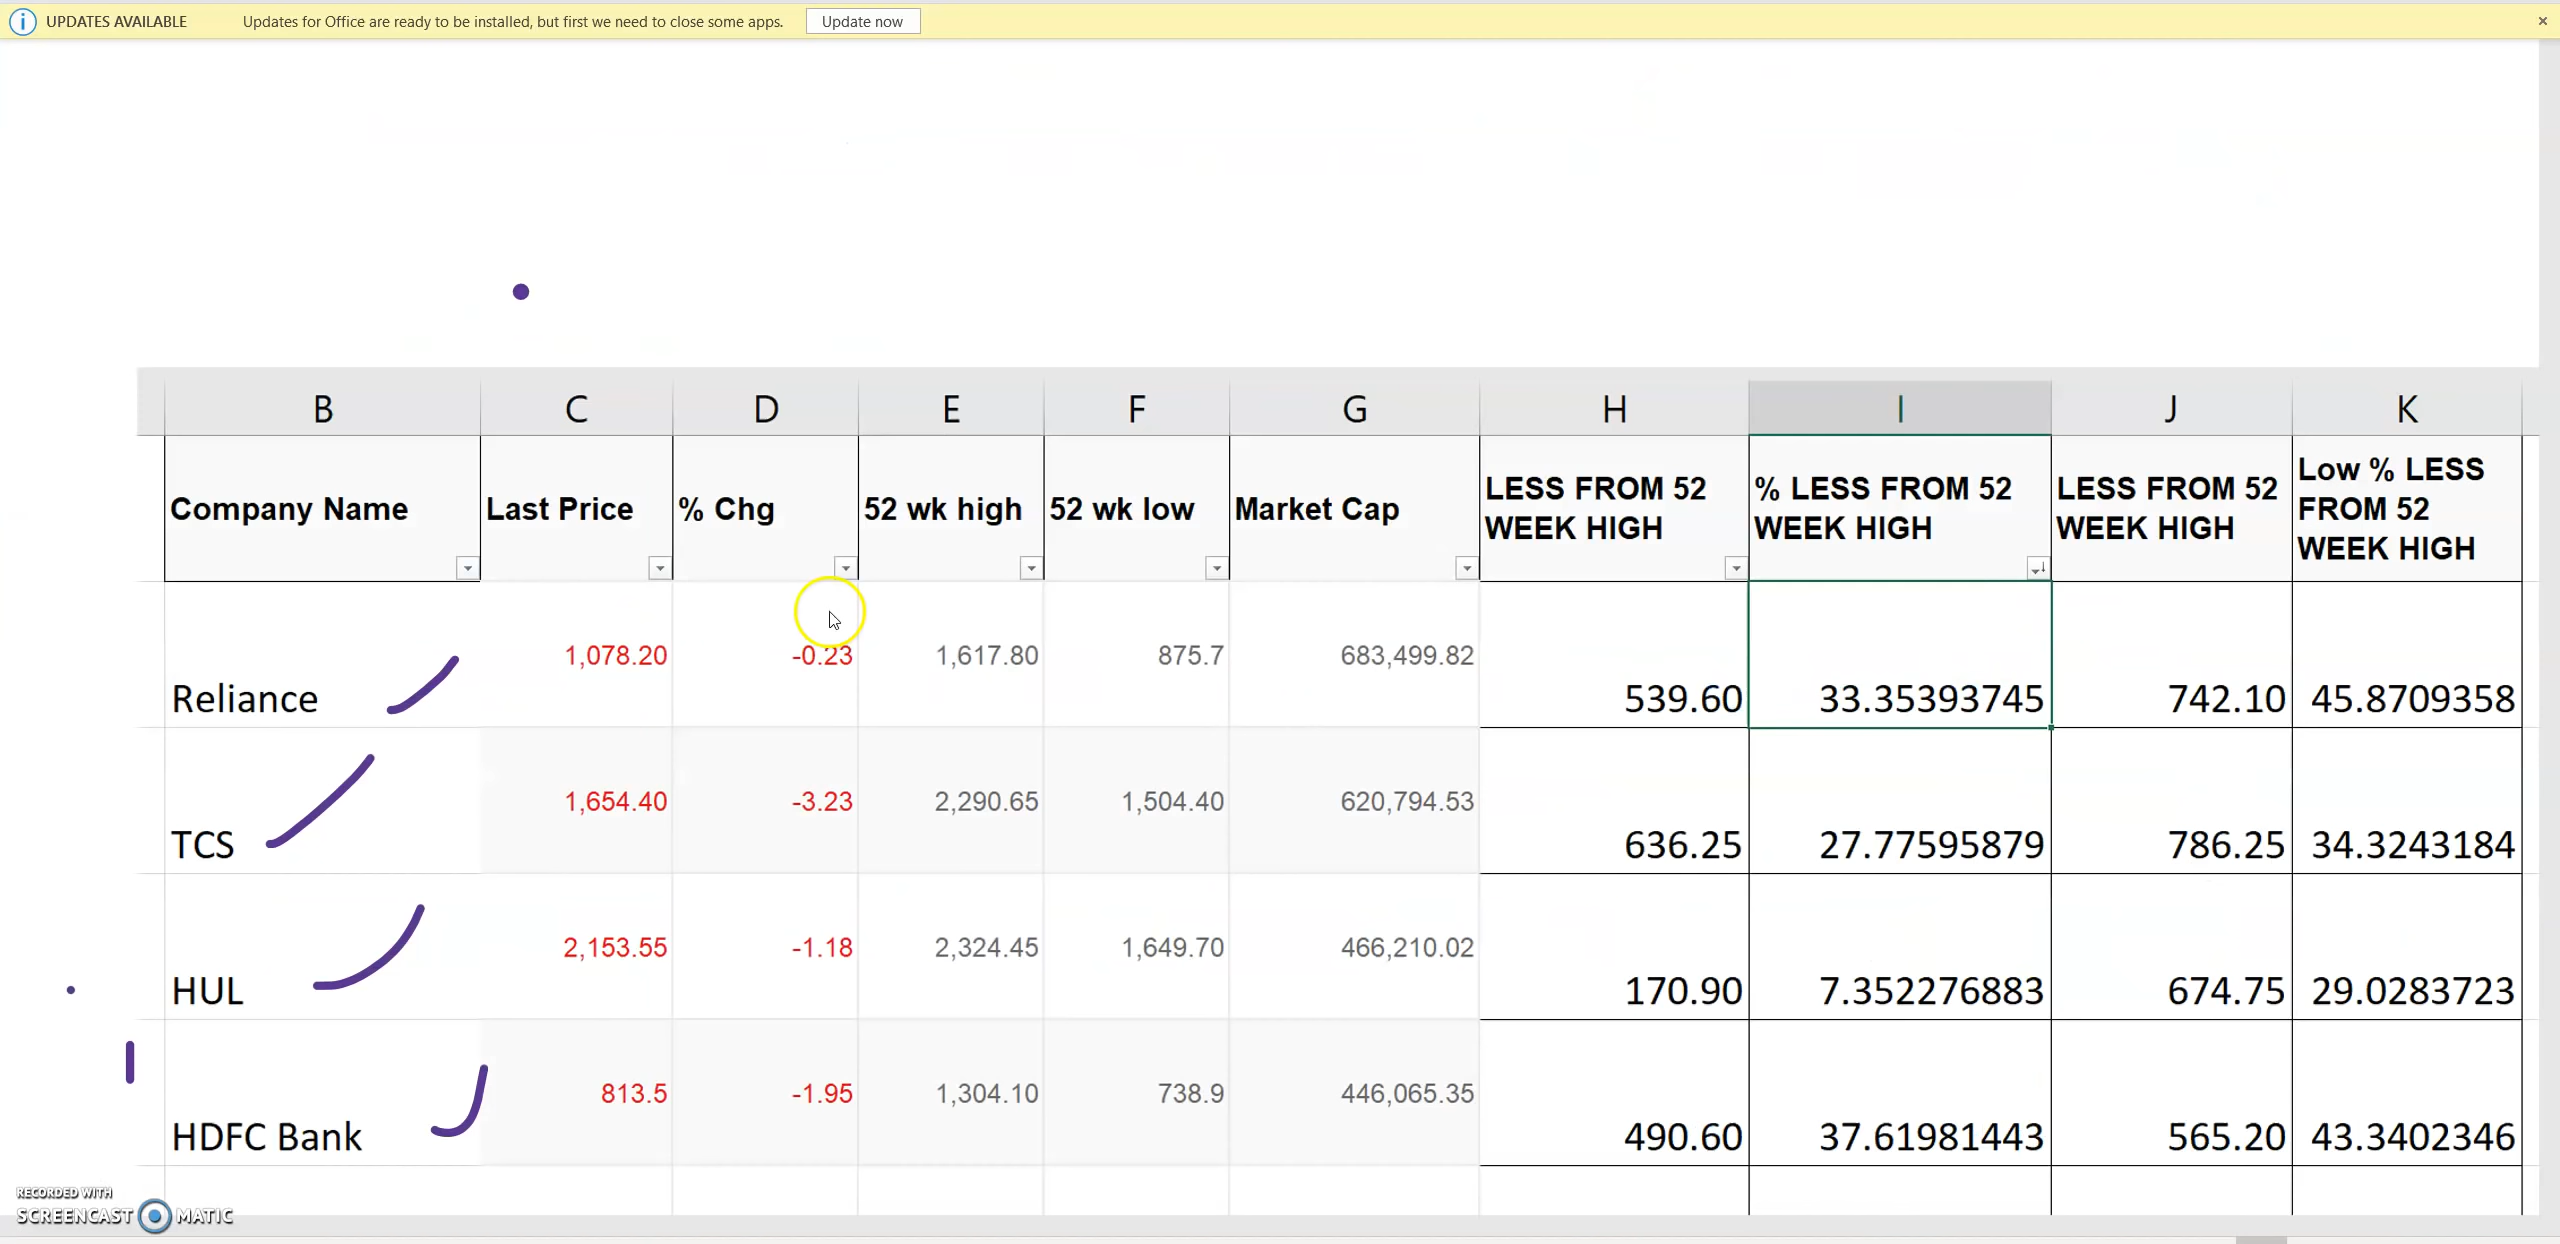 UPDATES AVAILABLE Updates for Office are ready to be installed, but first we need to close some apps. Update now
B C D E F G H I J K
Company Name Last Price % Chg 52 wk high 52 wk low Market Cap LESS FROM 52 WEEK HIGH % LESS FROM 52 WEEK HIGH LESS FROM 52 WEEK HIGH Low % LESS FROM 52 WEEK HIGH
Reliance 1,078.20 -0.23 1,617.80 875.7 683,499.82 539.60 33.35393745 742.10 45.8709358
TCS 1,654.40 -3.23 2,290.65 1,504.40 620,794.53 636.25 27.77595879 786.25 34.3243184
HUL 2,153.55 -1.18 2,324.45 1,649.70 466,210.02 170.90 7.352276883 674.75 29.0283723
HDFC Bank 813.5 -1.95 1,304.10 738.9 446,065.35 490.60 37.61981443 565.20 43.3402346
RECORDED WITH
SCREENCAST MATIC